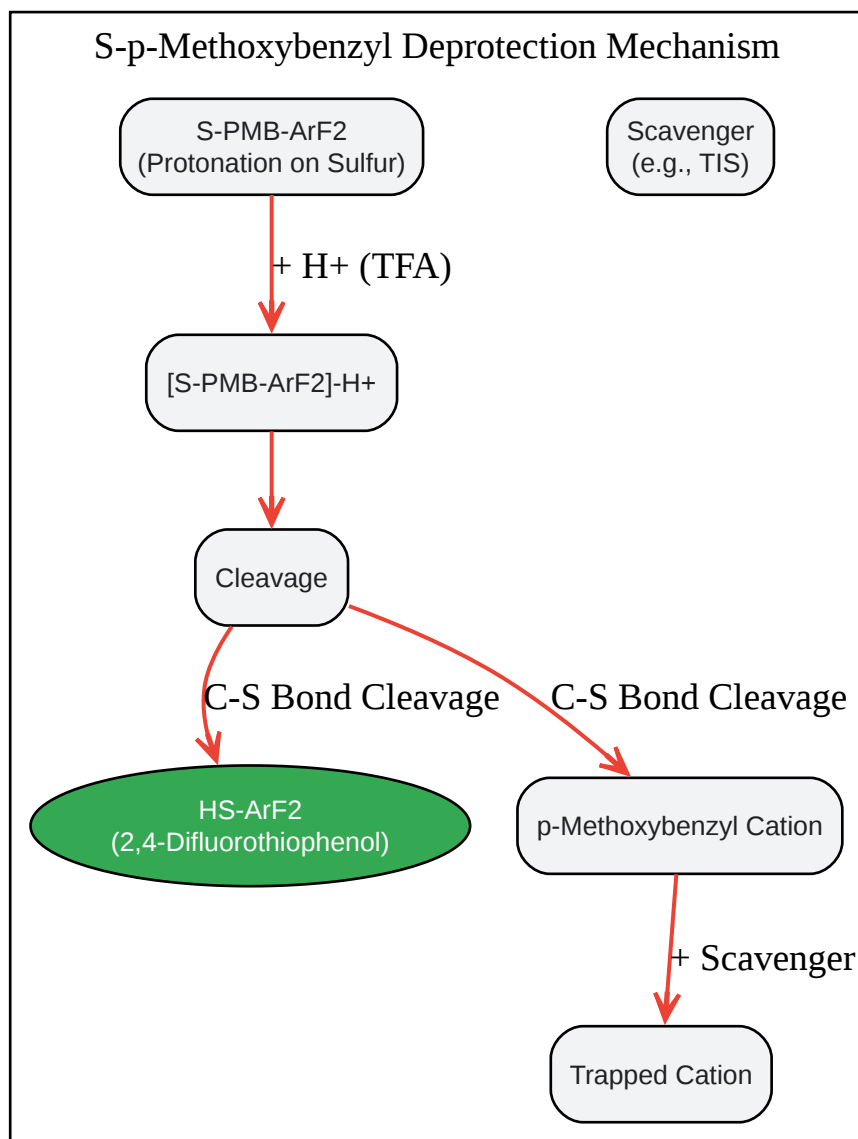 S-p-Methoxybenzyl Deprotection Mechanism
S-PMB-ArF2
(Protonation on Sulfur)
Scavenger
(e.g., TIS)
+ H+ (TFA)
[S-PMB-ArF2]-H+
Cleavage
C-S Bond Cleavage
C-S Bond Cleavage
HS-ArF2
(2,4-Difluorothiophenol)
p-Methoxybenzyl Cation
+ Scavenger
Trapped Cation